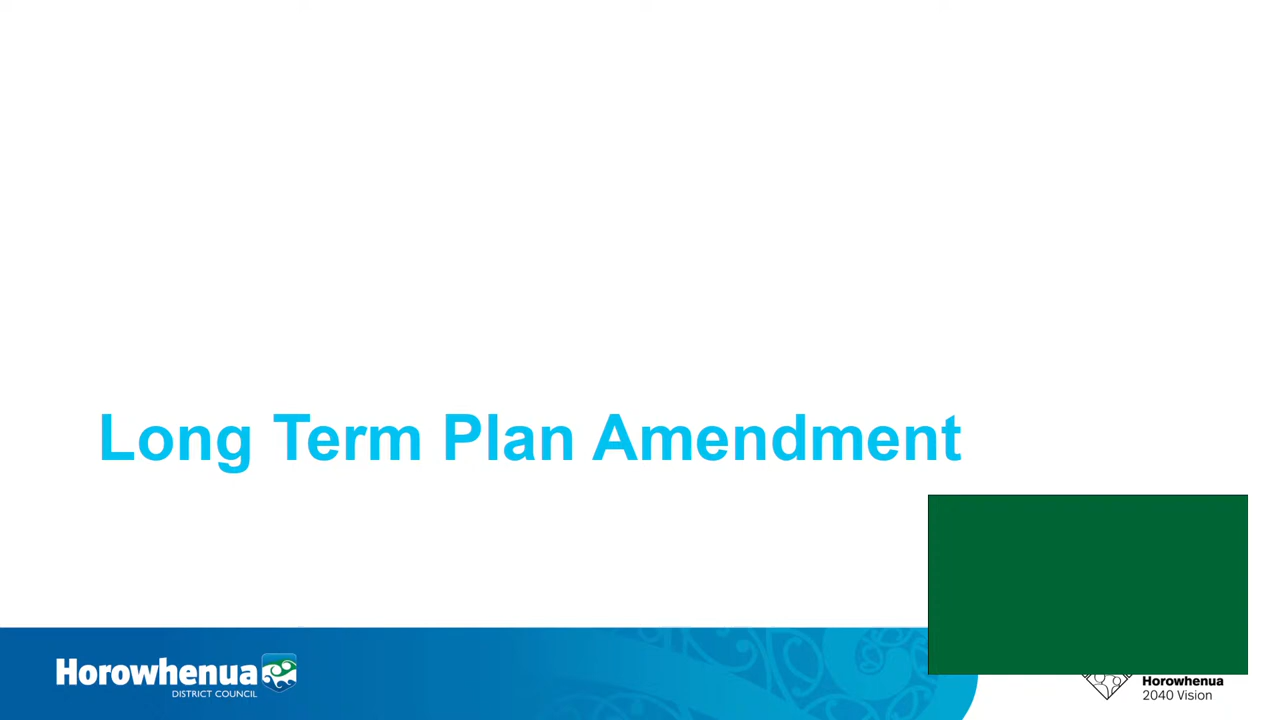 Long Term Plan Amendment
Horowhenua
DISTRICT COUNCIL
Horowhenua
2040 Vision